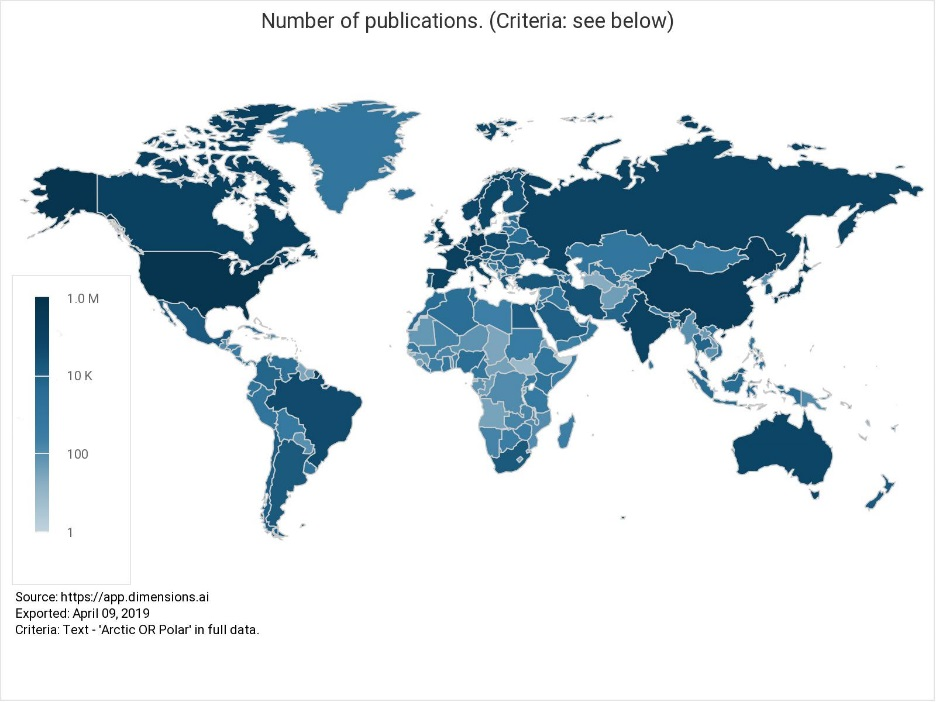 Number of publications. (Criteria: see below)
1.0 M
10 K
100
1
Source: https://app.dimensions.ai
Exported: April 09, 2019
Criteria: Text - 'Arctic OR Polar' in full data.